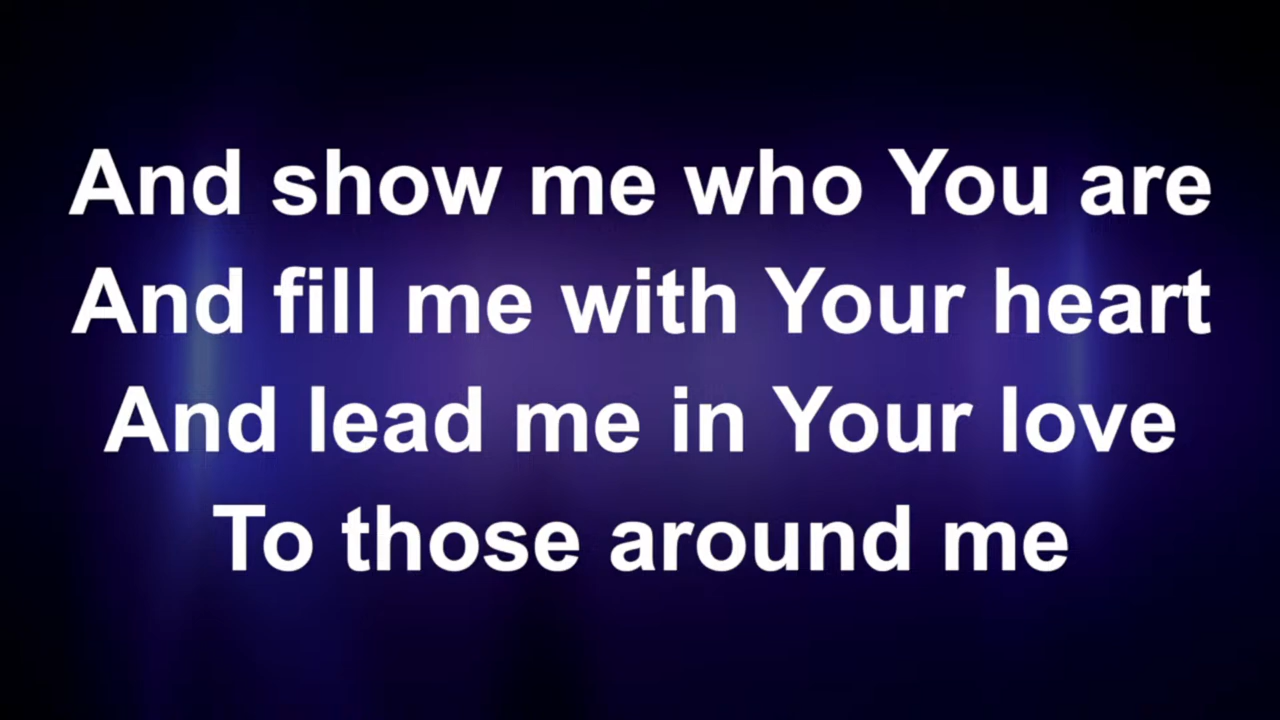 And show me who You are
And fill me with Your heart
And lead me in Your love
To those around me